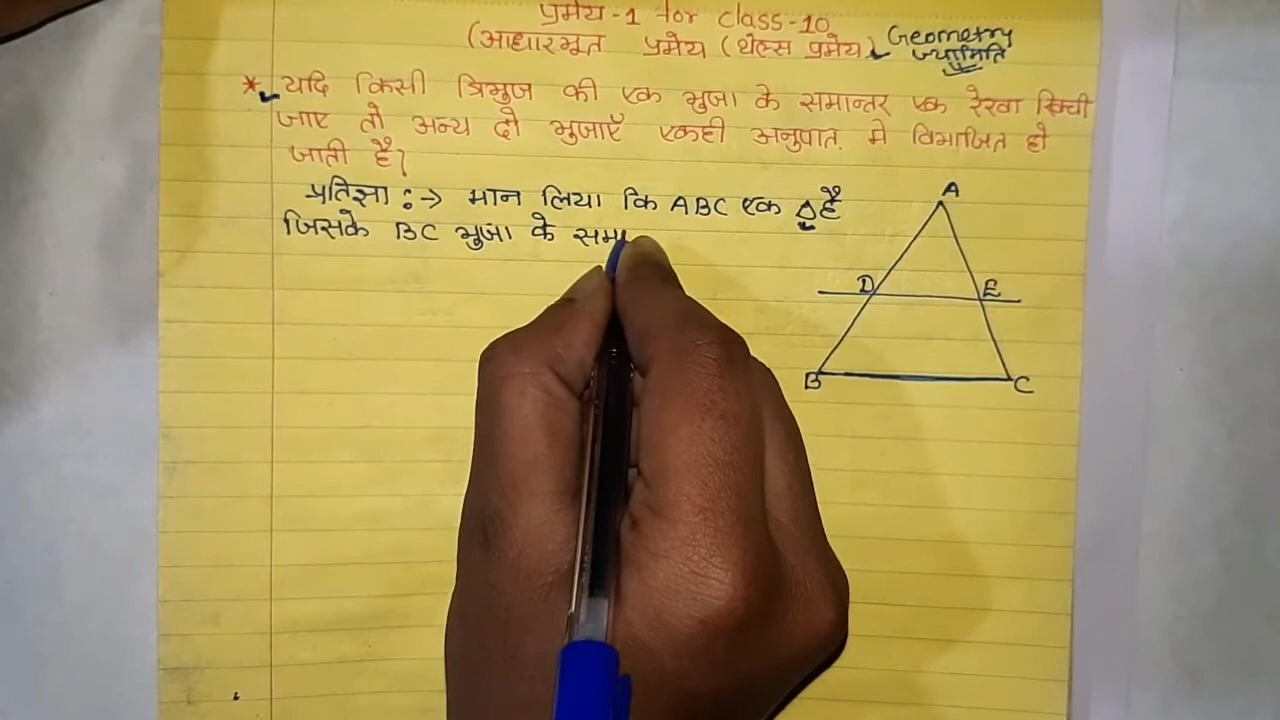 प्रमेय-1 for class-10
(आधारभूत प्रमेय (थेल्स प्रमेय) Geometry
ज्यामिति
* यदि किसी त्रिभुज की एक भुजा के समान्तर एक रेखा खिची
जाए तो अन्य दो भुजाएँ एकही अनुपात में विभाजित हो
जाती है।
प्रतिज्ञा :→ मान लिया कि ABC एक △ है
जिसके BC भुजा के समा
A
D E
B C